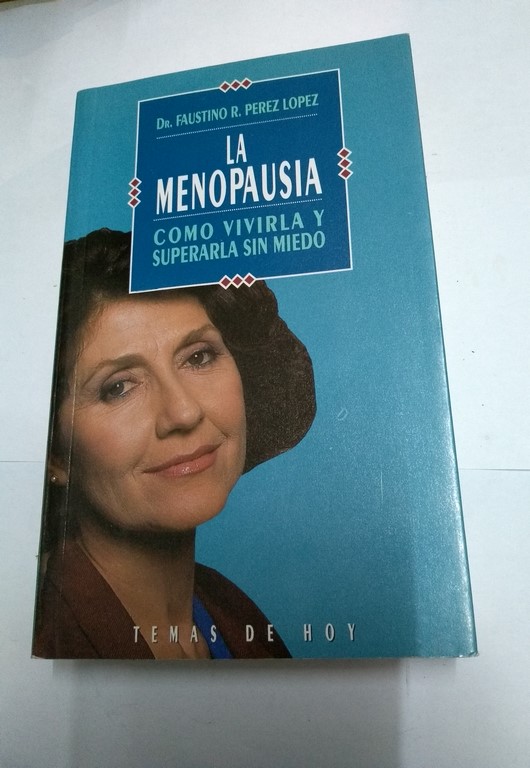 DR. FAUSTINO R. PEREZ LOPEZ
LA
MENOPAUSIA
COMO VIVIRLA Y
SUPERARLA SIN MIEDO
TEMAS DE HOY